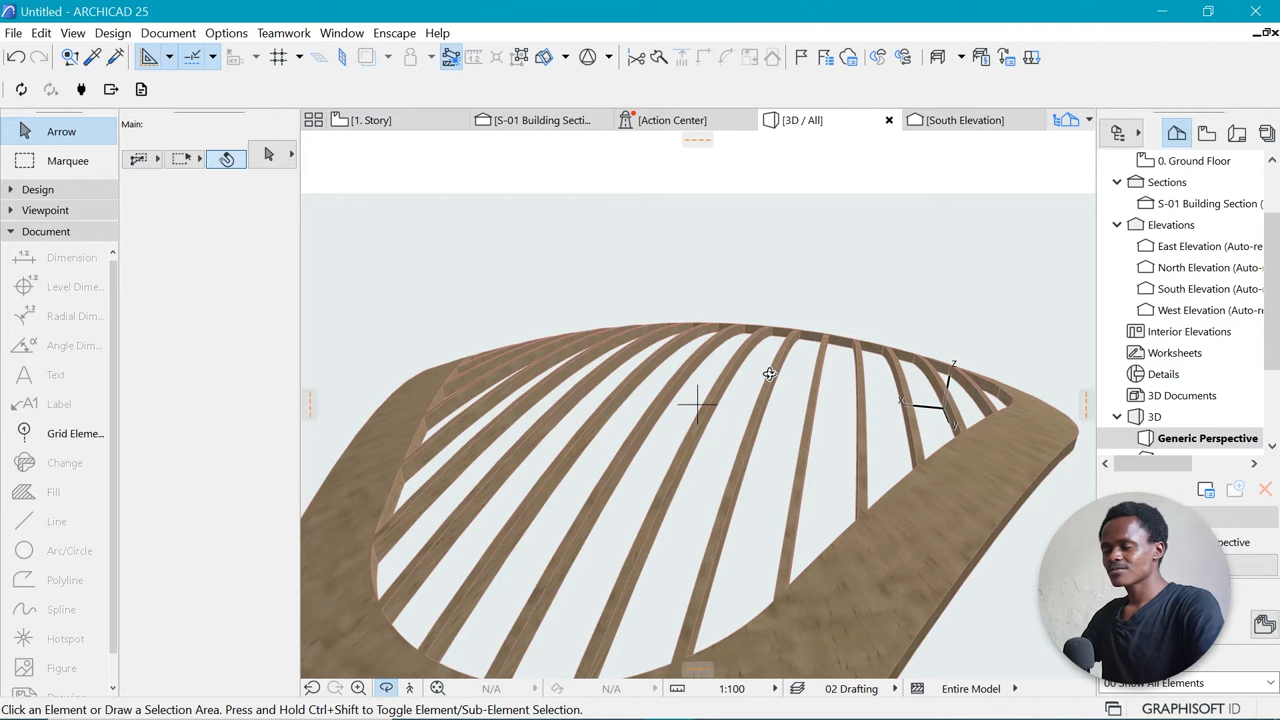 Untitled - ARCHICAD 25
File Edit View Design Document Options Teamwork Window Enscape Help
[1. Story]
[S-01 Building Secti...
[Action Center]
[3D / All]
[South Elevation]
Arrow
Marquee
Design
Viewpoint
Document
Dimension
Level Dime...
Radial Dim...
Angle Dim...
Text
A1
Label
Grid Eleme...
Change
Fill
Line
Arc/Circle
Polyline
Spline
Hotspot
Figure
Main:
z
x
y
0. Ground Floor
Sections
S-01 Building Section (
Elevations
East Elevation (Auto-re
North Elevation (Auto-
South Elevation (Auto-r
West Elevation (Auto-r
Interior Elevations
Worksheets
Details
3D Documents
3D
Generic Perspective
N/A
N/A
1:100
02 Drafting
Entire Model
Click an Element or Draw a Selection Area. Press and Hold Ctrl+Shift to Toggle Element/Sub-Element Selection.
GRAPHISOFT ID